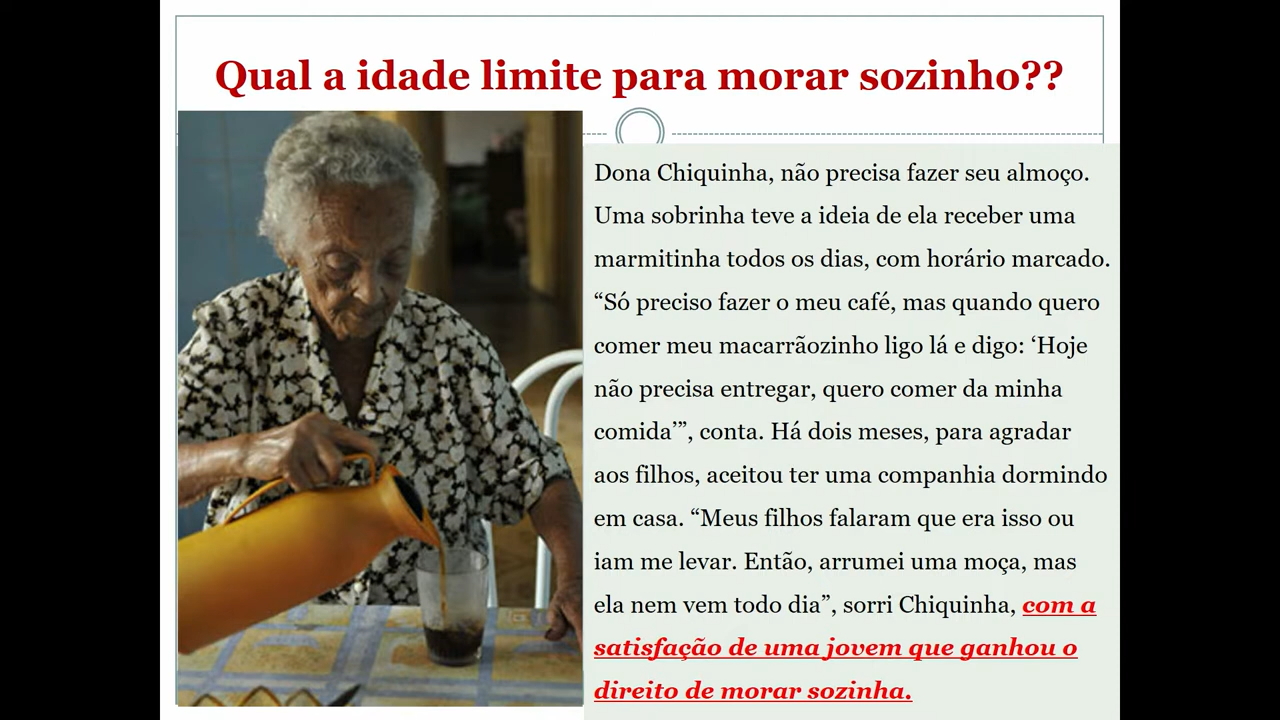 Qual a idade limite para morar sozinho??
Dona Chiquinha, não precisa fazer seu almoço.
Uma sobrinha teve a ideia de ela receber uma
marmitinha todos os dias, com horário marcado.
“Só preciso fazer o meu café, mas quando quero
comer meu macarrãozinho ligo lá e digo: ‘Hoje
não precisa entregar, quero comer da minha
comida’”, conta. Há dois meses, para agradar
aos filhos, aceitou ter uma companhia dormindo
em casa. “Meus filhos falaram que era isso ou
iam me levar. Então, arrumei uma moça, mas
ela nem vem todo dia”, sorri Chiquinha, com a
satisfação de uma jovem que ganhou o
direito de morar sozinha.